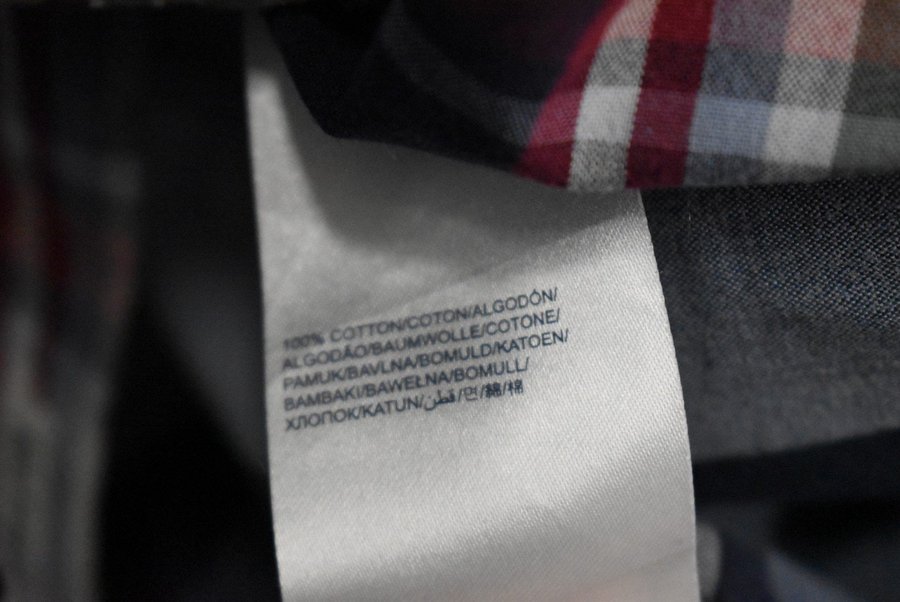 100% COTTON/COTON/ALGODÓN/
ALGODÃO/BAUMWOLLE/COTONE/
PAMUK/BAVLNA/BOMULD/KATOEN/
BAMBAKI/BAWEŁNA/BOMULL/
ХЛОПОК/KATUN/قطن/면/綿/棉